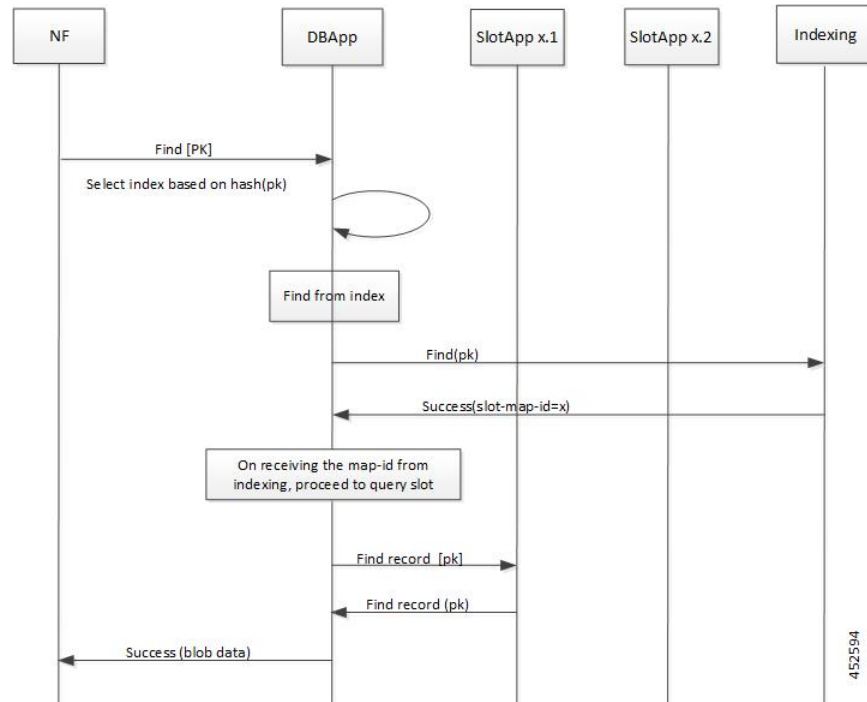 NF
DBApp
SlotApp x.1
SlotApp x.2
Indexing
Find [PK]
Select index based on hash(pk)
Find from index
Find(pk)
Success(slot-map-id=x)
On receiving the map-id from
indexing, proceed to query slot
Find record [pk]
Find record (pk)
Success (blob data)
452594